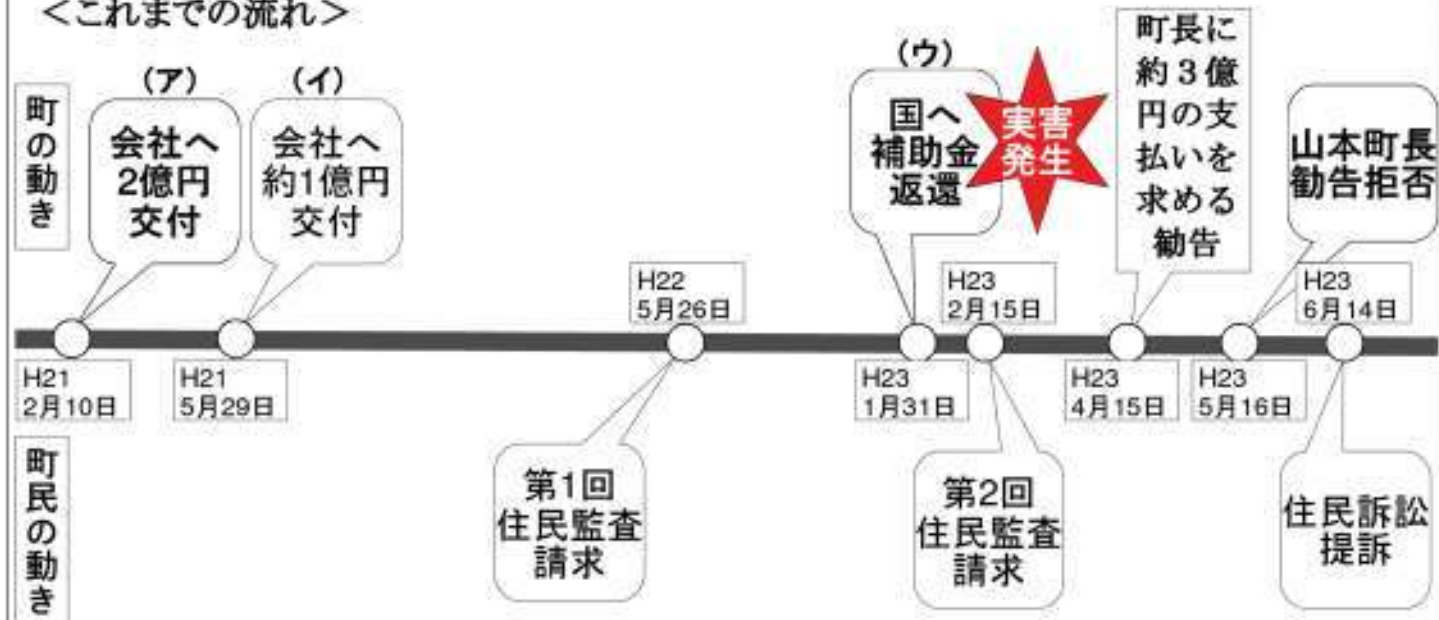 ＜これまでの流れ＞
町の動き
（ア）
会社へ
2億円
交付
（イ）
会社へ
約1億円
交付
（ウ）
国へ
補助金
返還
実害
発生
町長に
約３億
円の支
払いを
求める
勧告
山本町長
勧告拒否
H21
2月10日
H21
5月29日
H22
5月26日
H23
1月31日
H23
2月15日
H23
4月15日
H23
5月16日
H23
6月14日
町民の動き
第1回
住民監査
請求
第2回
住民監査
請求
住民訴訟
提訴